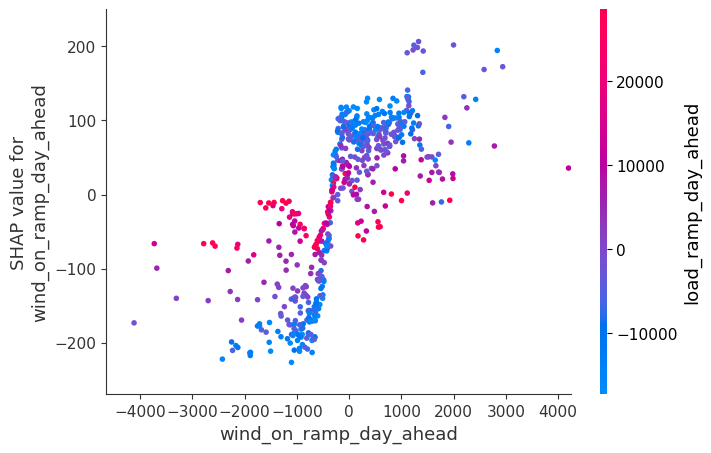 200
100
0
−100
−200
SHAP value for
wind_on_ramp_day_ahead
−4000 −3000 −2000 −1000 0 1000 2000 3000 4000
wind_on_ramp_day_ahead
20000
10000
0
−10000
load_ramp_day_ahead